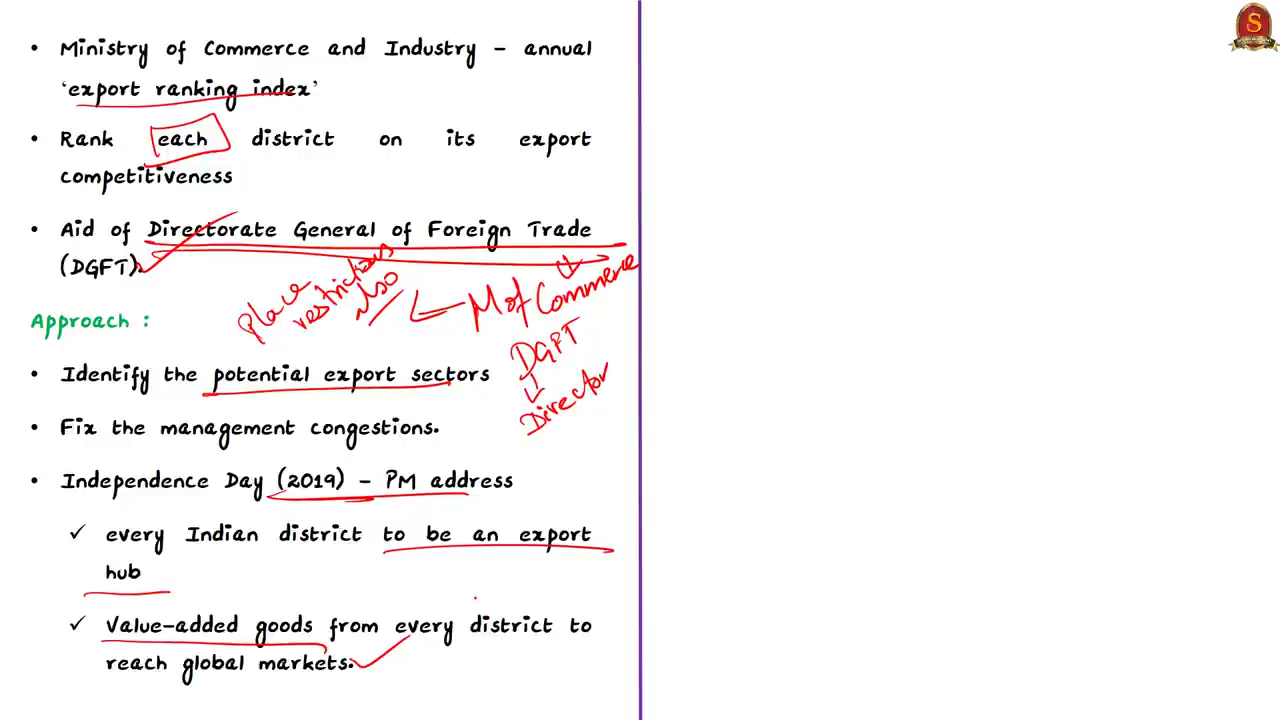 • Ministry of Commerce and Industry – annual
‘export ranking index’
• Rank each district on its export
competitiveness
• Aid of Directorate General of Foreign Trade
(DGFT).
place
restrictions
also
M of Commerce
DGFT
Director
Approach :
• Identify the potential export sectors
• Fix the management congestions.
• Independence Day (2019) – PM address
✓ every Indian district to be an export
hub
✓ Value-added goods from every district to
reach global markets.
S